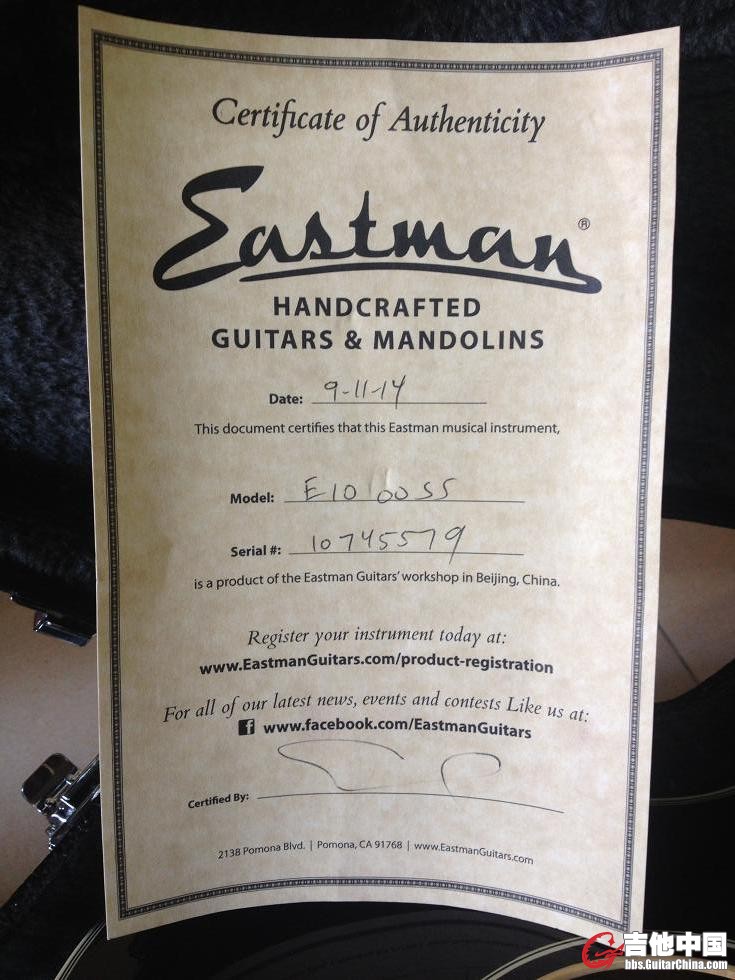 Certificate of Authenticity
Eastman®
HANDCRAFTED
GUITARS & MANDOLINS
Date: 9-11-14
This document certifies that this Eastman musical instrument,
Model: E10 00SS
Serial #: 10745579
is a product of the Eastman Guitars' workshop in Beijing, China.
Register your instrument today at:
www.EastmanGuitars.com/product-registration
For all of our latest news, events and contests Like us at:
f www.facebook.com/EastmanGuitars
Certified By:
2138 Pomona Blvd. | Pomona, CA 91768 | www.EastmanGuitars.com
吉他中国
bbs.GuitarChina.com